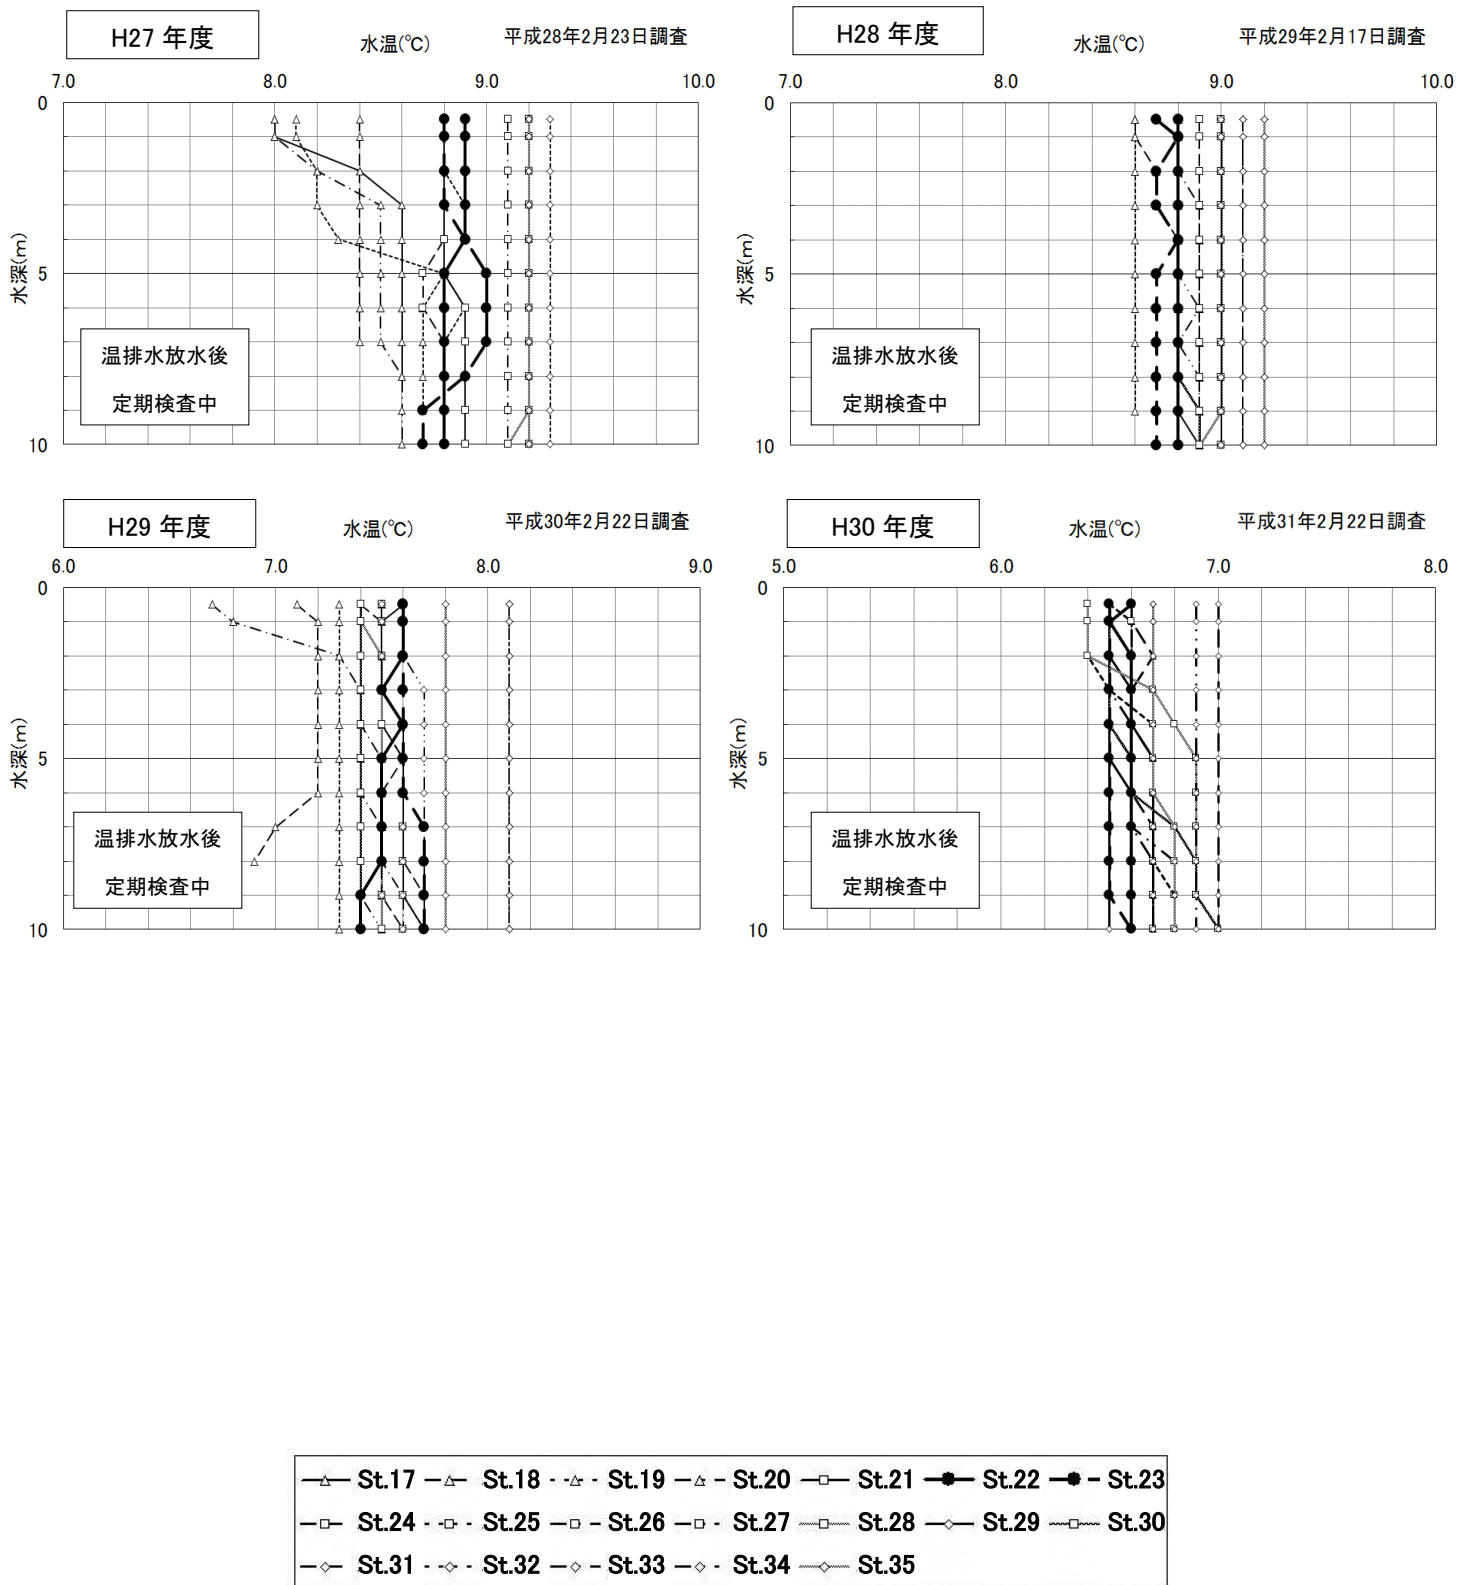 H27 年度
水温(℃)
平成28年2月23日調査
7.0 8.0 9.0 10.0
0
5
10
水深(m)
温排水放水後
定期検査中
H28 年度
水温(℃)
平成29年2月17日調査
7.0 8.0 9.0 10.0
0
5
10
水深(m)
温排水放水後
定期検査中
H29 年度
水温(℃)
平成30年2月22日調査
6.0 7.0 8.0 9.0
0
5
10
水深(m)
温排水放水後
定期検査中
H30 年度
水温(℃)
平成31年2月22日調査
5.0 6.0 7.0 8.0
0
5
10
水深(m)
温排水放水後
定期検査中
St.17 St.18 St.19 St.20 St.21 St.22 St.23
St.24 St.25 St.26 St.27 St.28 St.29 St.30
St.31 St.32 St.33 St.34 St.35